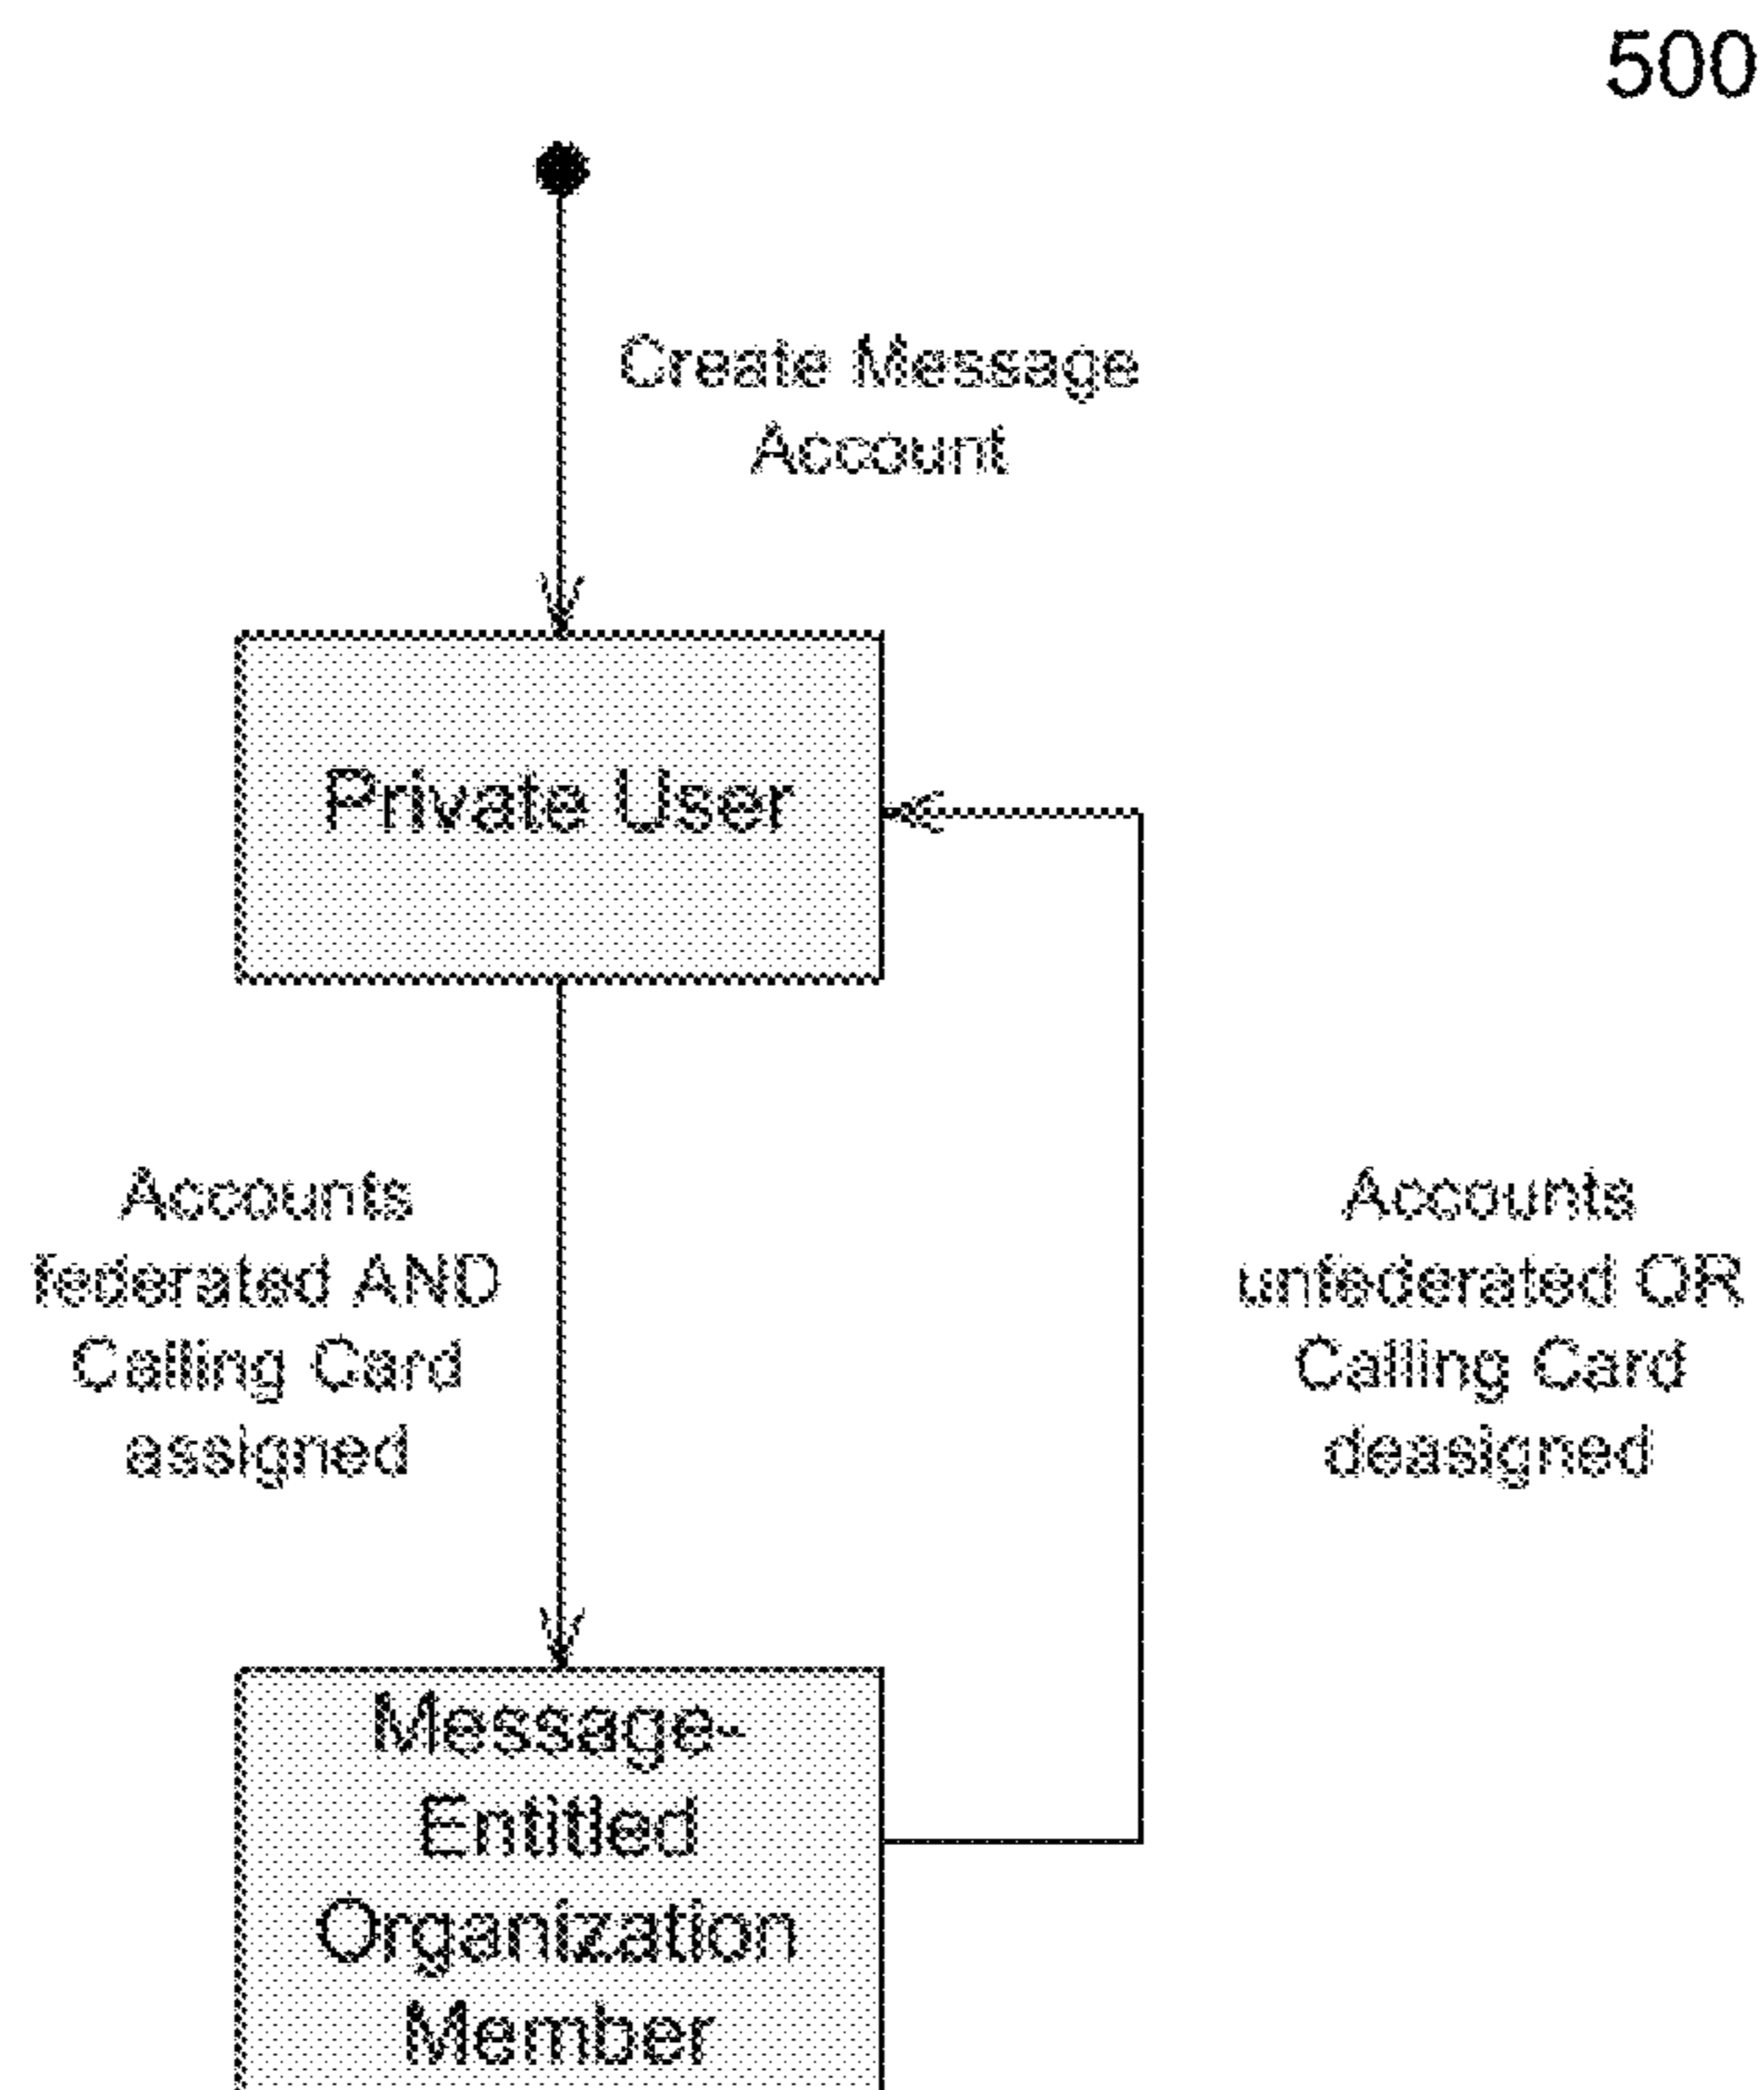 500
Create Message
Account
Private User
Accounts
federated AND
Calling Card
assigned
Accounts
unfederated OR
Calling Card
deasigned
Message-
Entitled
Organization
Member